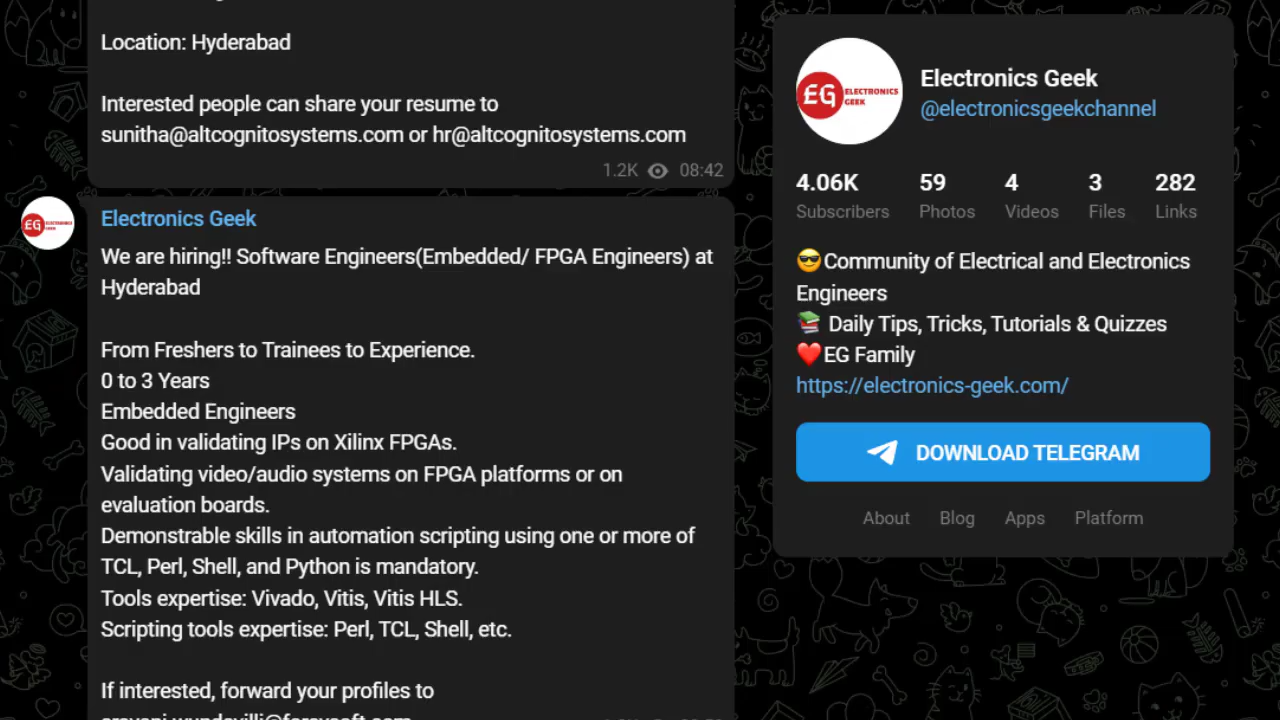 Location: Hyderabad
Interested people can share your resume to
sunitha@altcognitosystems.com or hr@altcognitosystems.com
1.2K 08:42
EG ELECTRONICS GEEK
Electronics Geek
We are hiring!! Software Engineers(Embedded/ FPGA Engineers) at
Hyderabad
From Freshers to Trainees to Experience.
0 to 3 Years
Embedded Engineers
Good in validating IPs on Xilinx FPGAs.
Validating video/audio systems on FPGA platforms or on
evaluation boards.
Demonstrable skills in automation scripting using one or more of
TCL, Perl, Shell, and Python is mandatory.
Tools expertise: Vivado, Vitis, Vitis HLS.
Scripting tools expertise: Perl, TCL, Shell, etc.
If interested, forward your profiles to
EG ELECTRONICS
GEEK
Electronics Geek
@electronicsgeekchannel
4.06K 59 4 3 282
Subscribers Photos Videos Files Links
😎Community of Electrical and Electronics
Engineers
📚 Daily Tips, Tricks, Tutorials & Quizzes
❤️EG Family
https://electronics-geek.com/
DOWNLOAD TELEGRAM
About Blog Apps Platform